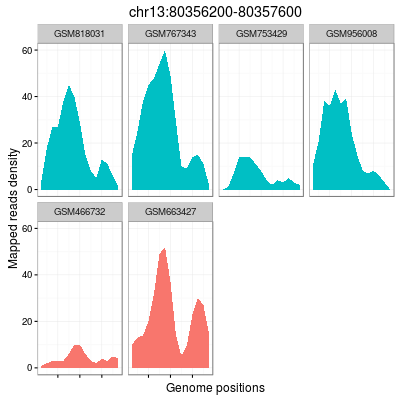 chr13:80356200-80357600
GSM818031 GSM767343 GSM753429 GSM956008
60
40
20
0
GSM466732 GSM663427
60
40
20
0
Mapped reads density
Genome positions